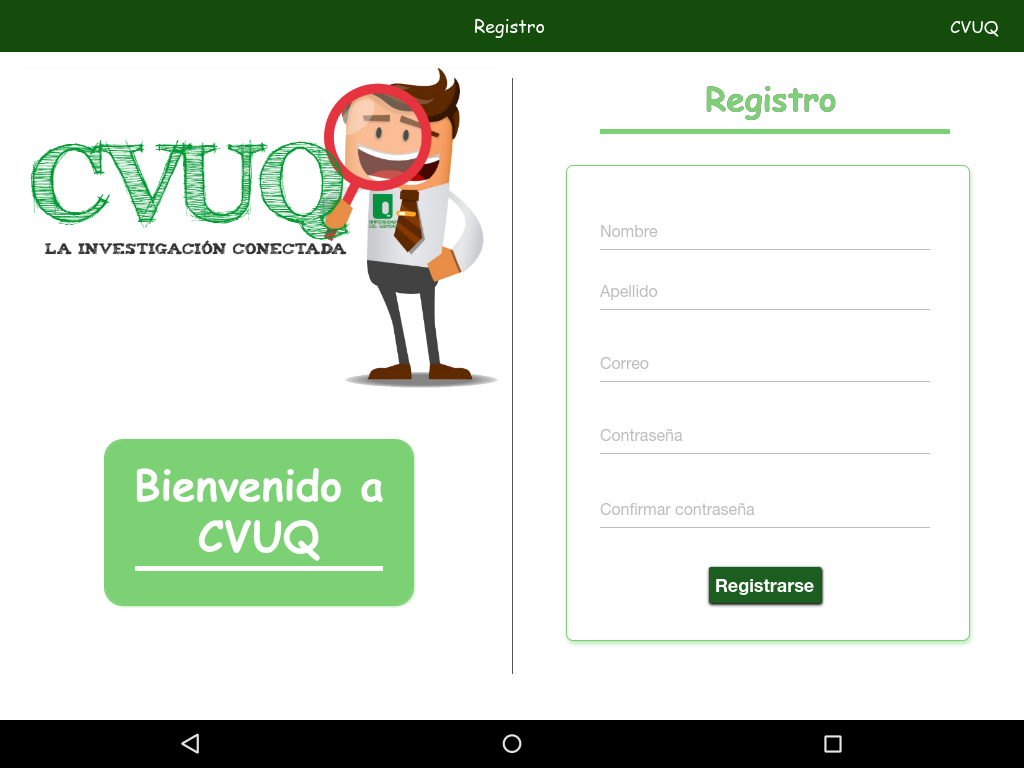 Registro
CVUQ
CVUQ
LA INVESTIGACIÓN CONECTADA
Bienvenido a
CVUQ
Registro
Nombre
Apellido
Correo
Contraseña
Confirmar contraseña
Registrarse